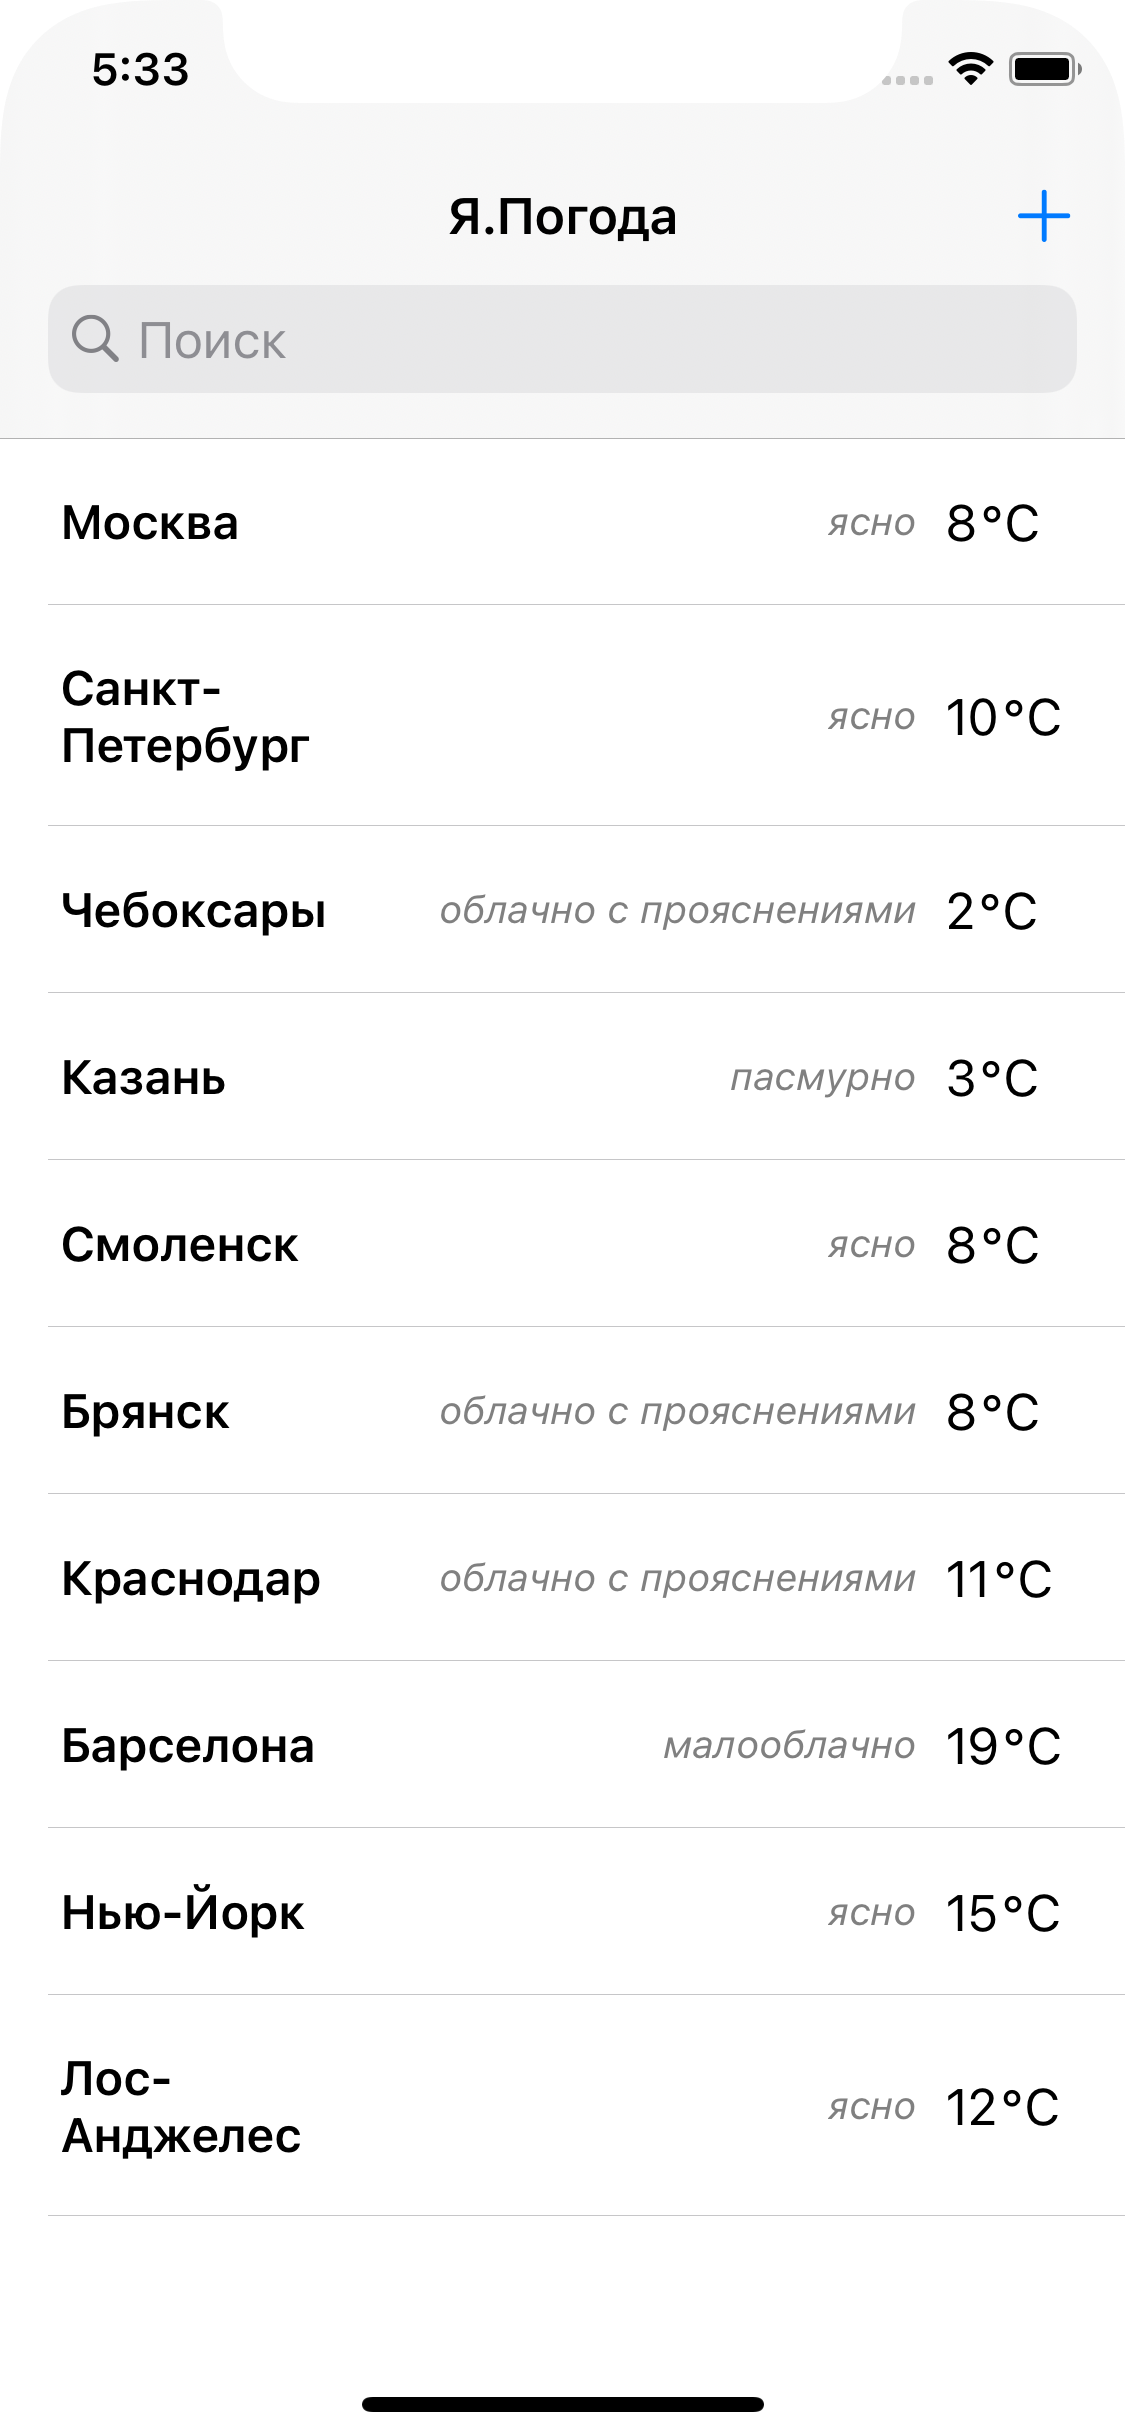 5:33
Я.Погода
Поиск
Москва ясно 8°C
Санкт-
Петербург ясно 10°C
Чебоксары облачно с прояснениями 2°C
Казань пасмурно 3°C
Смоленск ясно 8°C
Брянск облачно с прояснениями 8°C
Краснодар облачно с прояснениями 11°C
Барселона малооблачно 19°C
Нью-Йорк ясно 15°C
Лос-
Анджелес ясно 12°C